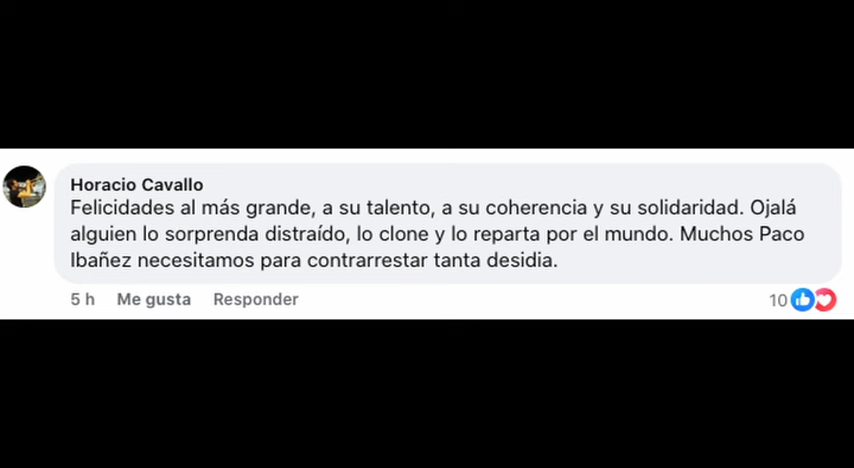 Horacio Cavallo
Felicidades al más grande, a su talento, a su coherencia y su solidaridad. Ojalá
alguien lo sorprenda distraído, lo clone y lo reparta por el mundo. Muchos Paco
Ibañez necesitamos para contrarrestar tanta desidia.
5 h Me gusta Responder 10